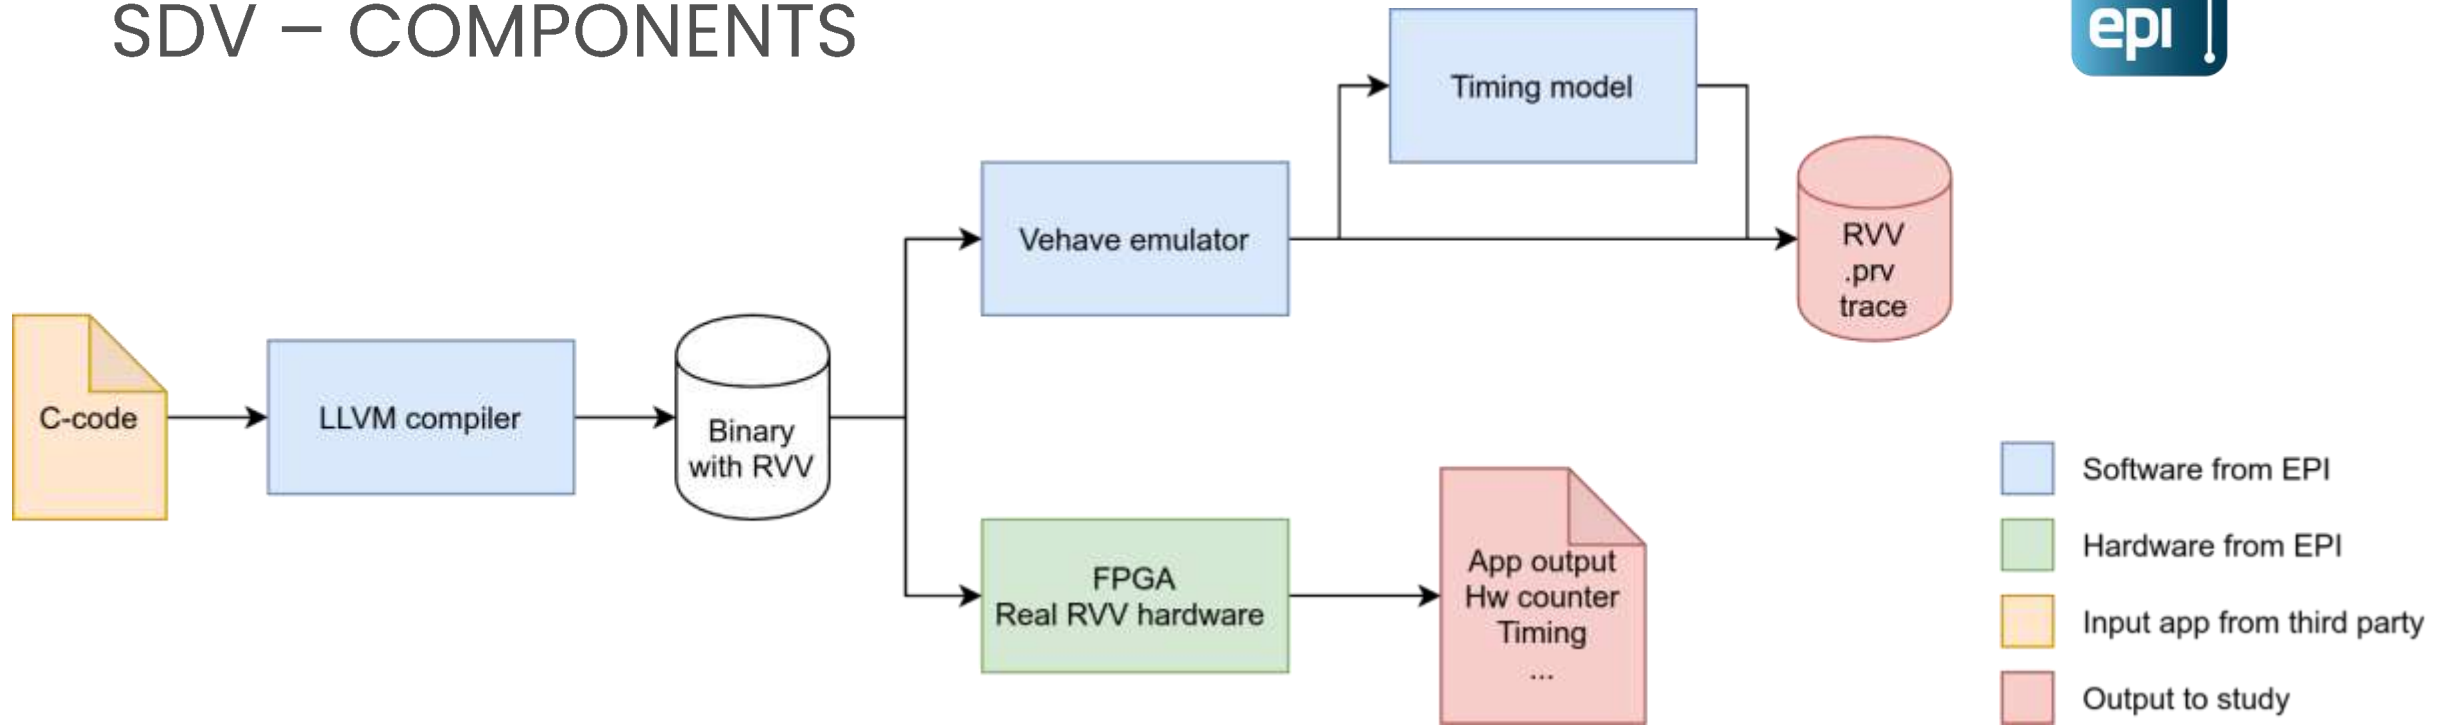 SDV – COMPONENTS
epi
Timing model
Vehave emulator
RVV
.prv
trace
C-code
LLVM compiler
Binary
with RVV
FPGA
Real RVV hardware
App output
Hw counter
Timing
...
Software from EPI
Hardware from EPI
Input app from third party
Output to study